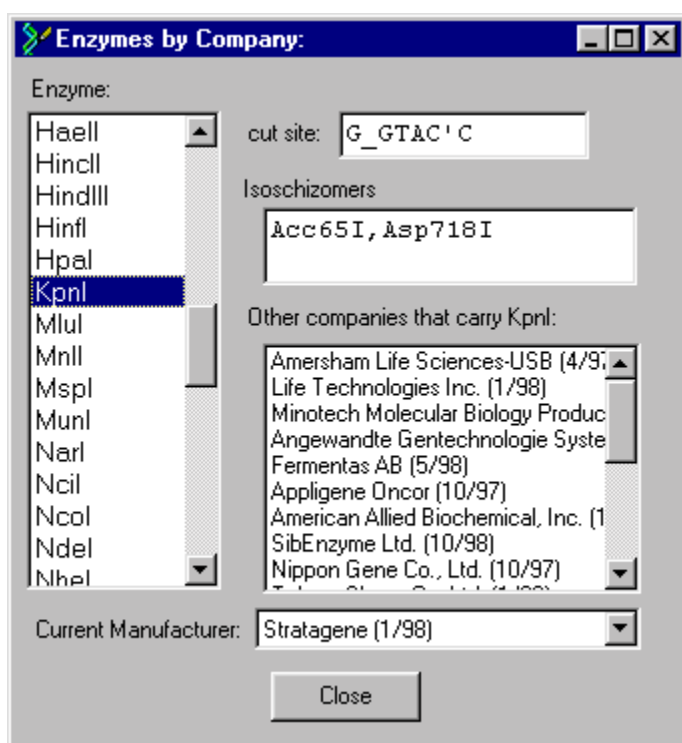 Enzymes by Company:
Enzyme:
HaeII
HincII
HindIII
HinfI
HpaI
KpnI
MluI
MnlI
MspI
MunI
NarI
NciI
NcoI
NdeI
NheI
cut site: G_GTAC'C
Isoschizomers
Acc65I,Asp718I
Other companies that carry KpnI:
Amersham Life Sciences-USB (4/97
Life Technologies Inc. (1/98)
Minotech Molecular Biology Produc
Angewandte Gentechnologie Syste
Fermentas AB (5/98)
Appligene Oncor (10/97)
American Allied Biochemical, Inc. (1
SibEnzyme Ltd. (10/98)
Nippon Gene Co., Ltd. (10/97)
Current Manufacturer: Stratagene (1/98)
Close